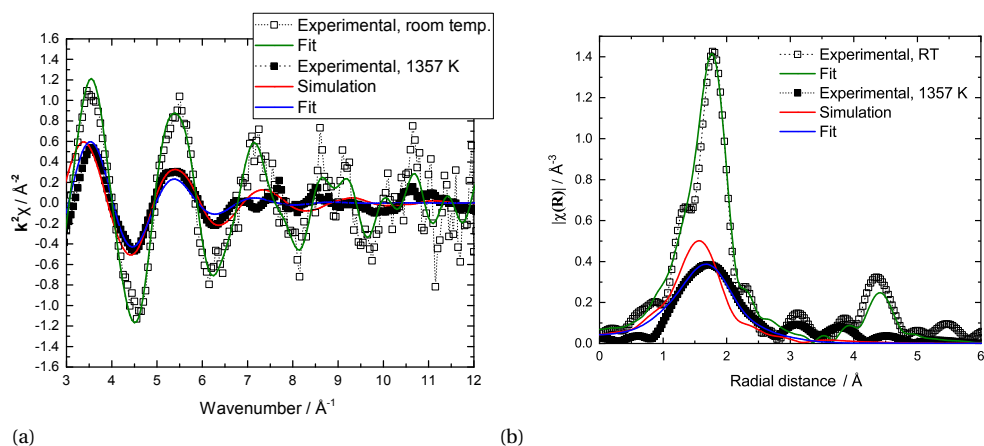 Experimental, room temp.
Fit
Experimental, 1357 K
Simulation
Fit
1.6
1.4
1.2
1.0
0.8
0.6
0.4
0.2
0.0
-0.2
-0.4
-0.6
-0.8
-1.0
-1.2
-1.4
-1.6
k²χ / Å⁻²
3 4 5 6 7 8 9 10 11 12
Wavenumber / Å⁻¹
(a)
Experimental, RT
Fit
Experimental, 1357 K
Simulation
Fit
1.4
1.2
1.0
0.8
0.6
0.4
0.2
0.0
|χ(R)| / Å⁻³
0 1 2 3 4 5 6
Radial distance / Å
(b)